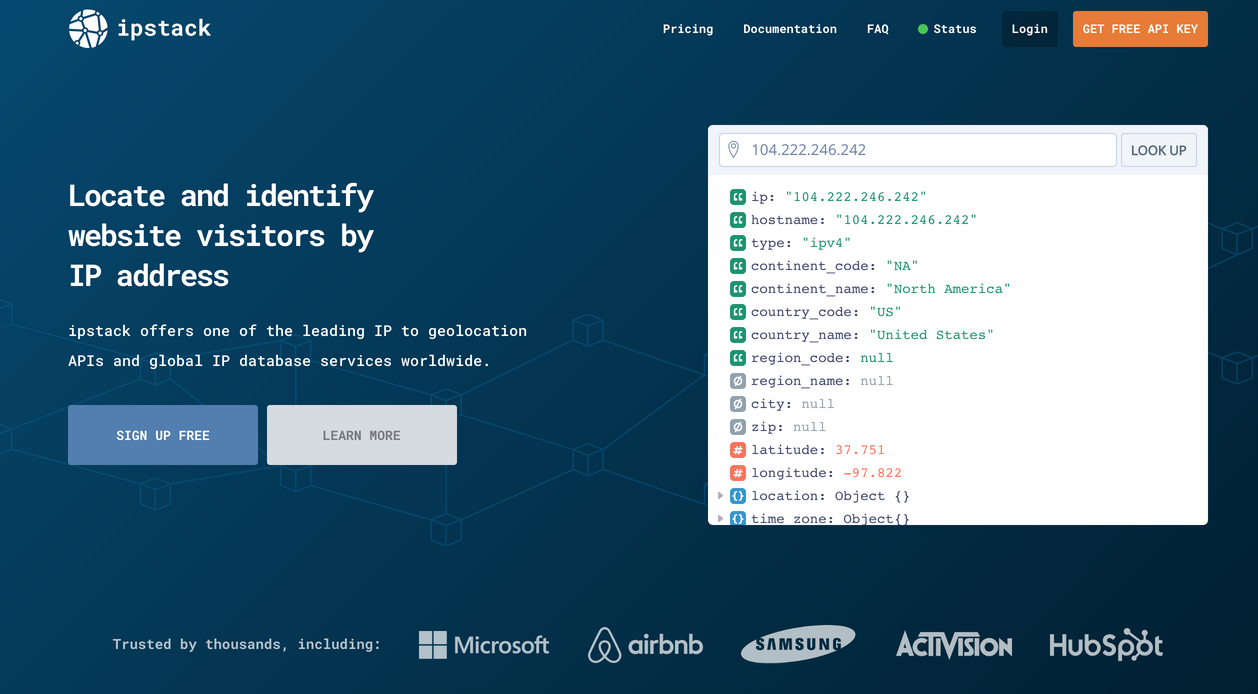 ipstack
Pricing Documentation FAQ Status Login GET FREE API KEY
104.222.246.242 LOOK UP
Locate and identify
website visitors by
IP address
ipstack offers one of the leading IP to geolocation
APIs and global IP database services worldwide.
SIGN UP FREE LEARN MORE
ip: "104.222.246.242"
hostname: "104.222.246.242"
type: "ipv4"
continent_code: "NA"
continent_name: "North America"
country_code: "US"
country_name: "United States"
region_code: null
region_name: null
city: null
zip: null
latitude: 37.751
longitude: -97.822
location: Object {}
time zone: Object{}
Trusted by thousands, including: Microsoft airbnb SAMSUNG ACTIVISION HubSpot